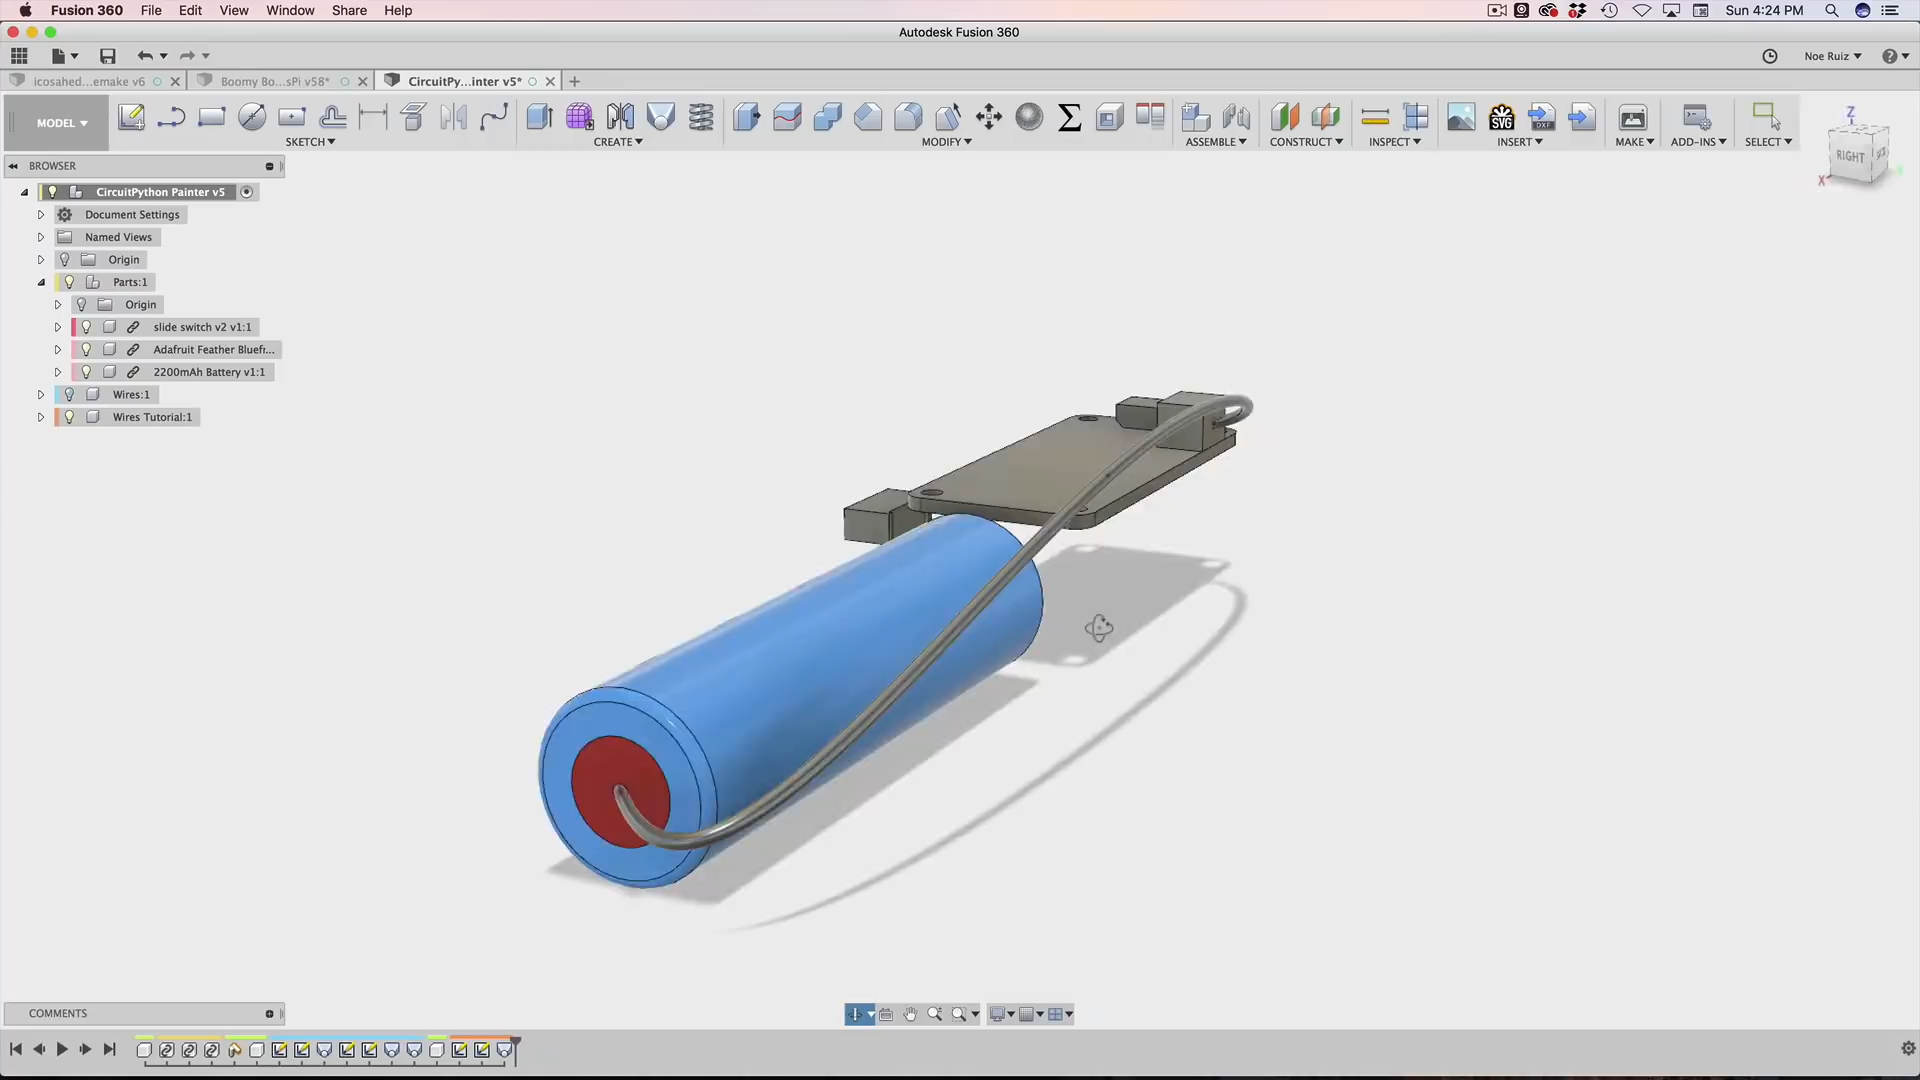 Fusion 360 File Edit View Window Share Help Sun 4:24 PM
Autodesk Fusion 360
Noe Ruiz
icosahed...emake v6 Boomy Bo...sPi v58* CircuitPy...inter v5*
MODEL
SKETCH CREATE MODIFY ASSEMBLE CONSTRUCT INSPECT INSERT MAKE ADD-INS SELECT
SVG
DXF
Z
RIGHT
X
BROWSER
CircuitPython Painter v5
Document Settings
Named Views
Origin
Parts:1
Origin
slide switch v2 v1:1
Adafruit Feather Bluefr...
2200mAh Battery v1:1
Wires:1
Wires Tutorial:1
COMMENTS